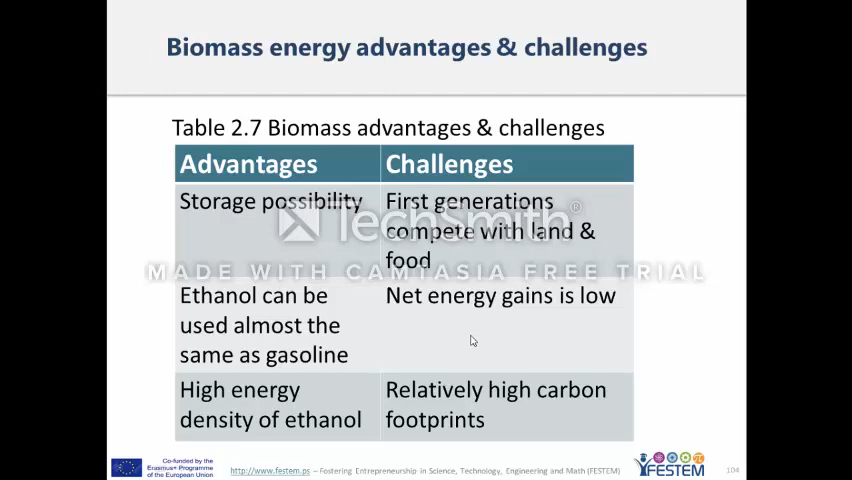 Biomass energy advantages & challenges
Table 2.7 Biomass advantages & challenges
Advantages
Challenges
Storage possibility
First generations
compete with land &
food
TechSmith®
MADE WITH CAMTASIA FREE TRIAL
Ethanol can be
used almost the
same as gasoline
Net energy gains is low
High energy
density of ethanol
Relatively high carbon
footprints
Co-funded by the
Erasmus+ Programme
of the European Union
http://www.festem.ps – Fostering Entrepreneurship in Science, Technology, Engineering and Math (FESTEM)
FESTEM
104